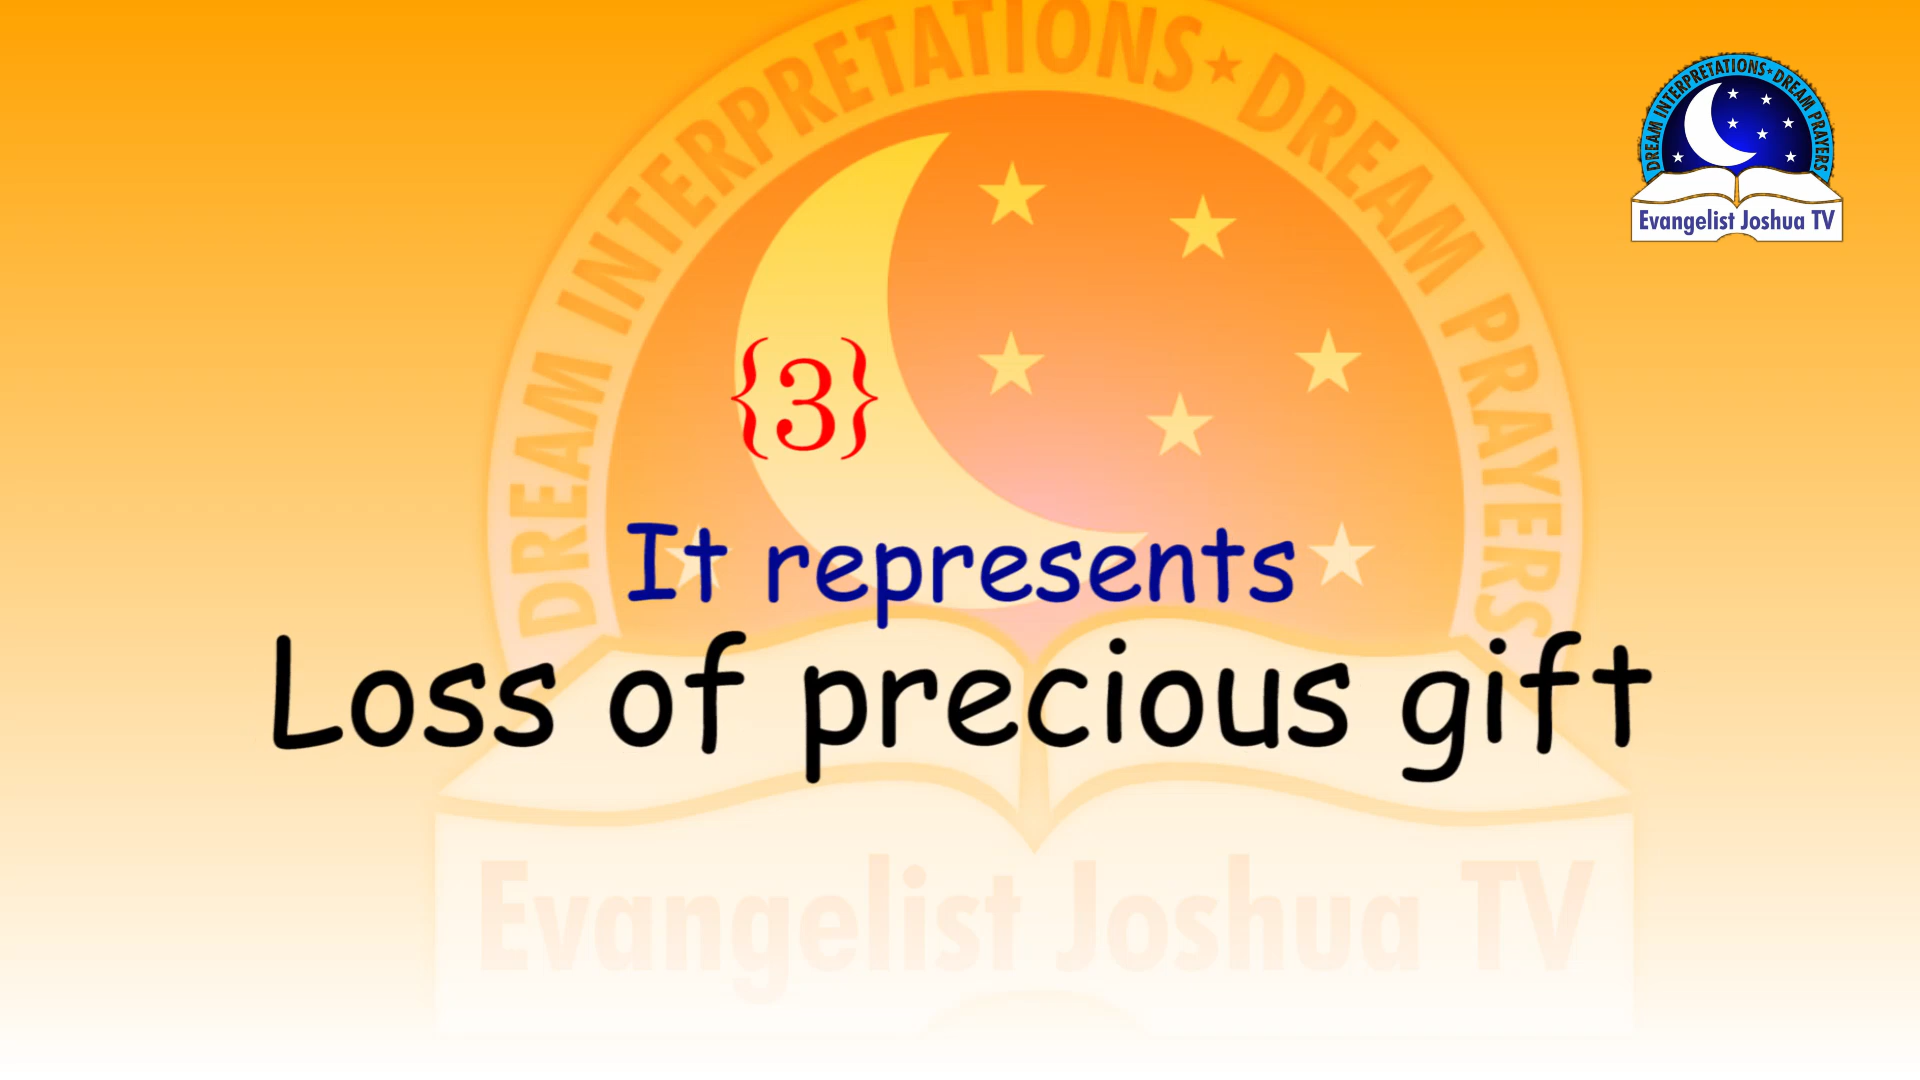 DREAM INTERPRETATIONS★DREAM PRAYERS
Evangelist Joshua TV
{3}
It represents
Loss of precious gift
DREAM INTERPRETATIONS★DREAM PRAYERS
Evangelist Joshua TV